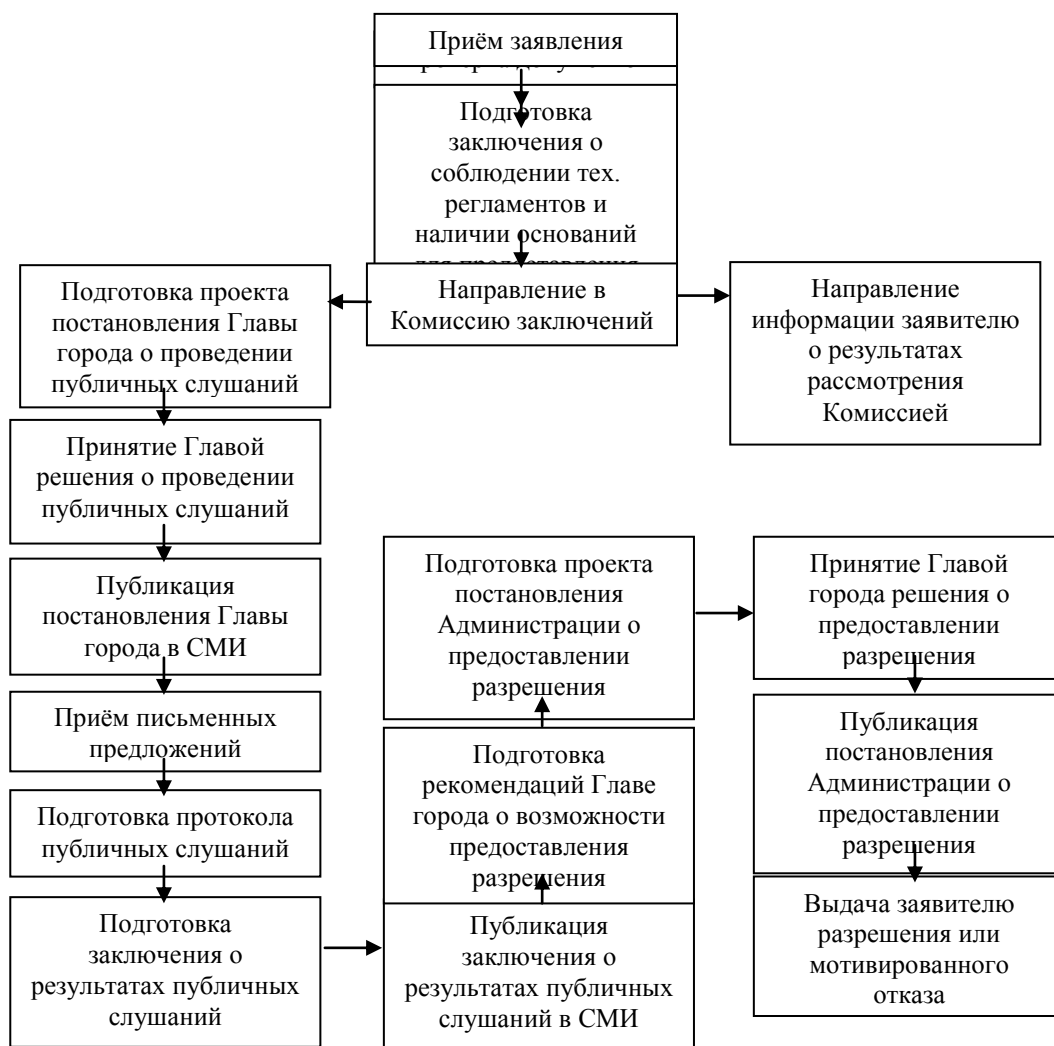 Приём заявления
Подготовка
заключения о
соблюдении тех.
регламентов и
наличии оснований
Направление в
Комиссию заключений
Направление
информации заявителю
о результатах
рассмотрения
Комиссией
Подготовка проекта
постановления Главы
города о проведении
публичных слушаний
Принятие Главой
решения о проведении
публичных слушаний
Публикация
постановления Главы
города в СМИ
Приём письменных
предложений
Подготовка протокола
публичных слушаний
Подготовка
заключения о
результатах публичных
слушаний
Подготовка проекта
постановления
Администрации о
предоставлении
разрешения
Подготовка
рекомендаций Главе
города о возможности
предоставления
разрешения
Публикация
заключения о
результатах публичных
слушаний в СМИ
Принятие Главой
города решения о
предоставлении
разрешения
Публикация
постановления
Администрации о
предоставлении
разрешения
Выдача заявителю
разрешения или
мотивированного
отказа